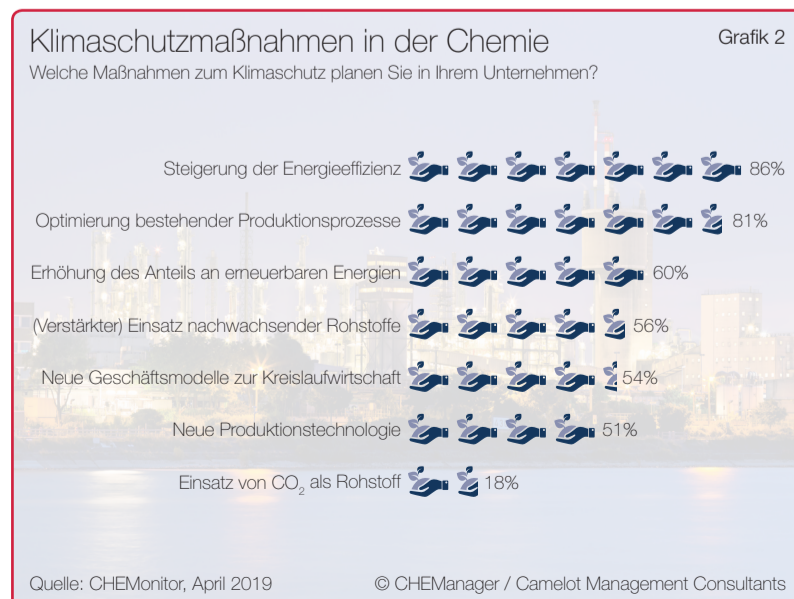 Klimaschutzmaßnahmen in der Chemie
Grafik 2
Welche Maßnahmen zum Klimaschutz planen Sie in Ihrem Unternehmen?
Steigerung der Energieeffizienz 86%
Optimierung bestehender Produktionsprozesse 81%
Erhöhung des Anteils an erneuerbaren Energien 60%
(Verstärkter) Einsatz nachwachsender Rohstoffe 56%
Neue Geschäftsmodelle zur Kreislaufwirtschaft 54%
Neue Produktionstechnologie 51%
Einsatz von CO₂ als Rohstoff 18%
Quelle: CHEMonitor, April 2019
© CHEManager / Camelot Management Consultants